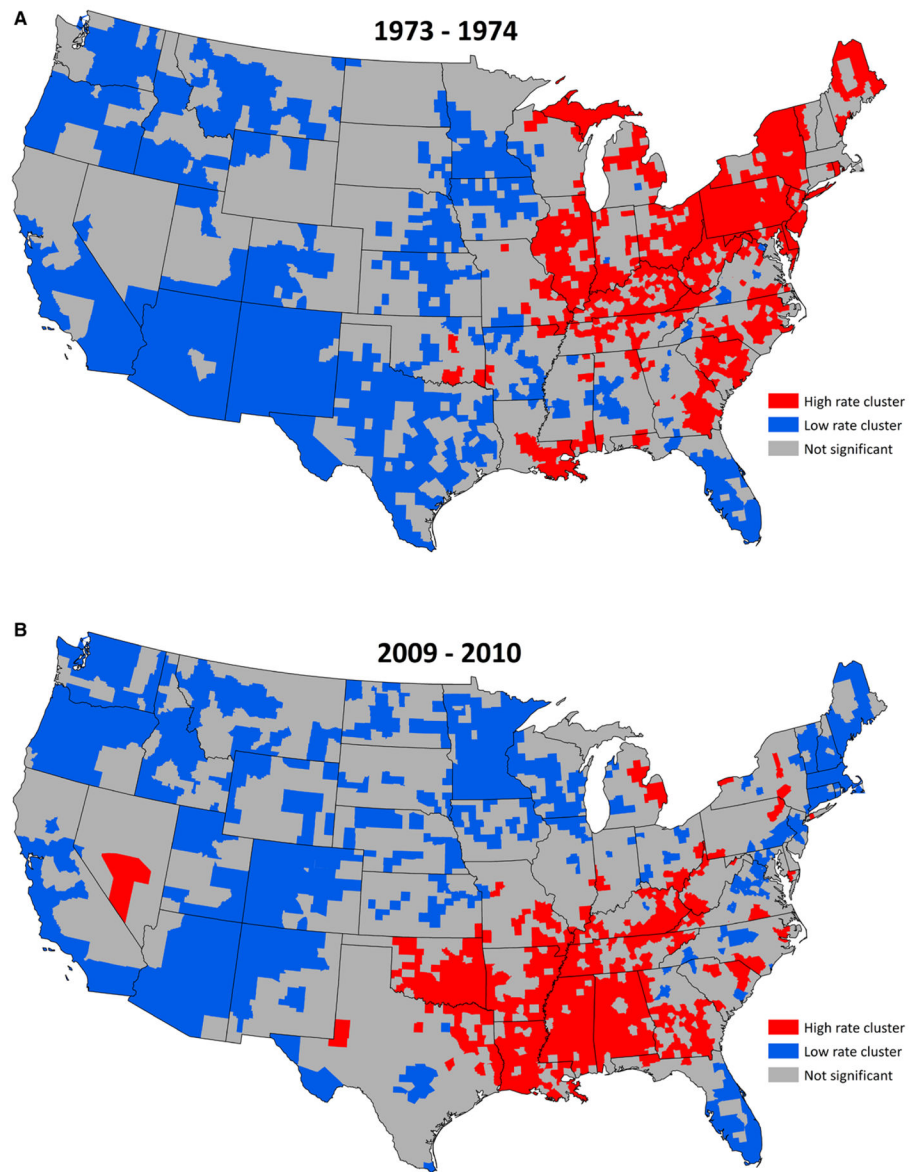 A
1973 - 1974
High rate cluster
Low rate cluster
Not significant
B
2009 - 2010
High rate cluster
Low rate cluster
Not significant